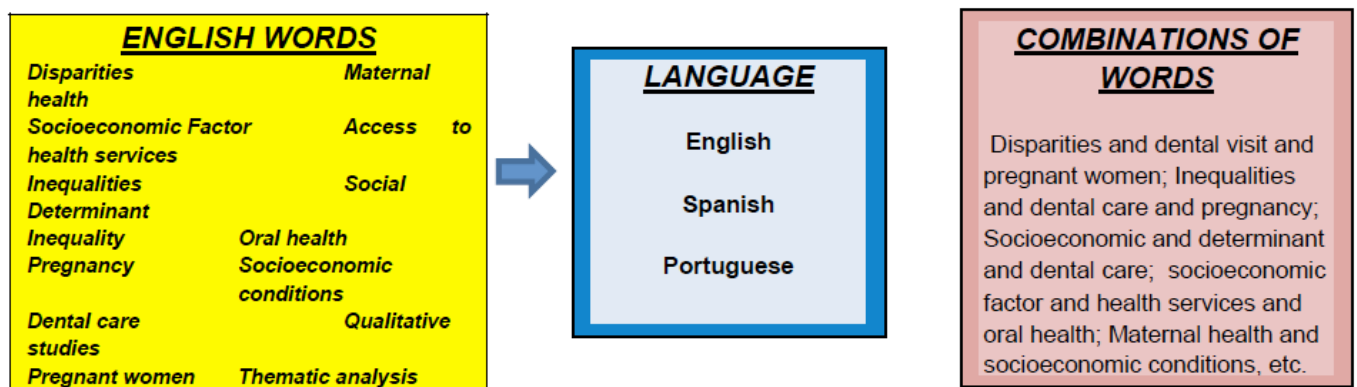 ENGLISH WORDS
Disparities Maternal
health
Socioeconomic Factor Access to
health services
Inequalities Social
Determinant
Inequality Oral health
Pregnancy Socioeconomic
conditions
Dental care Qualitative
studies
Pregnant women Thematic analysis
LANGUAGE
English
Spanish
Portuguese
COMBINATIONS OF
WORDS
Disparities and dental visit and
pregnant women; Inequalities
and dental care and pregnancy;
Socioeconomic and determinant
and dental care; socioeconomic
factor and health services and
oral health; Maternal health and
socioeconomic conditions, etc.